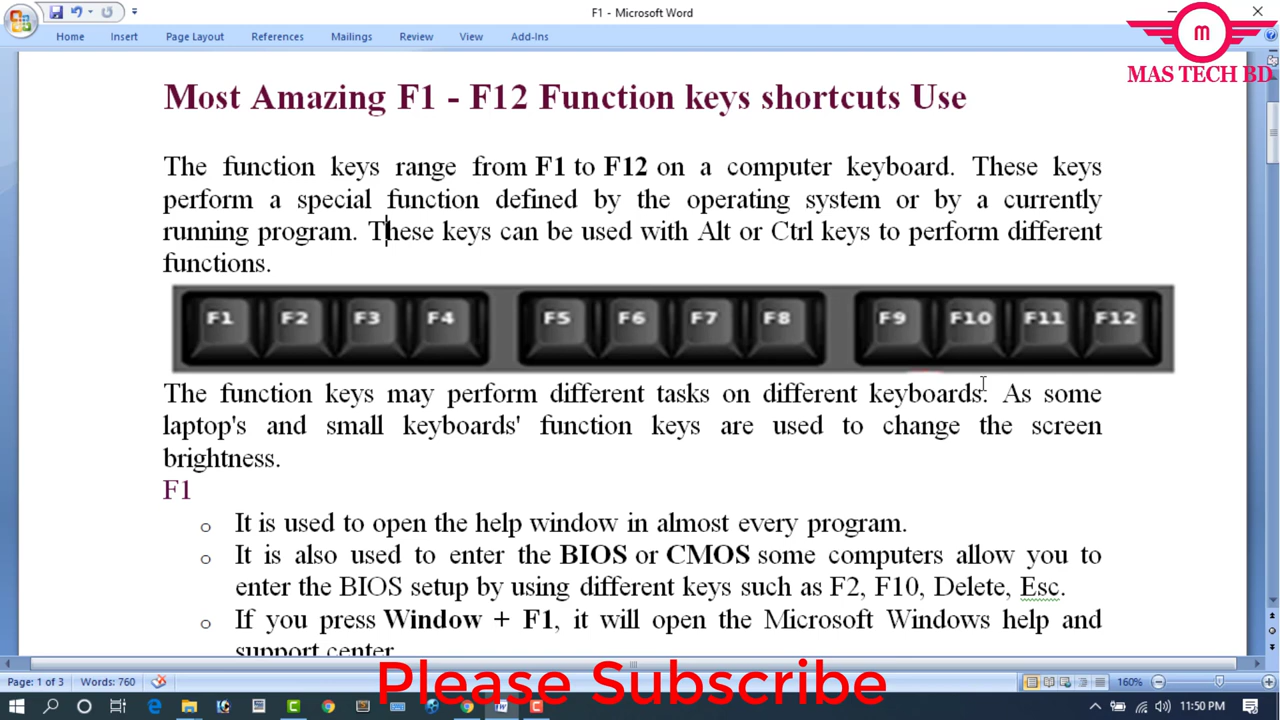 F1 - Microsoft Word
Home Insert Page Layout References Mailings Review View Add-Ins
m
MAS TECH BD
Most Amazing F1 - F12 Function keys shortcuts Use
The function keys range from F1 to F12 on a computer keyboard. These keys
perform a special function defined by the operating system or by a currently
running program. These keys can be used with Alt or Ctrl keys to perform different
functions.
F1 F2 F3 F4 F5 F6 F7 F8 F9 F10 F11 F12
The function keys may perform different tasks on different keyboards. As some
laptop's and small keyboards' function keys are used to change the screen
brightness.
F1
o It is used to open the help window in almost every program.
o It is also used to enter the BIOS or CMOS some computers allow you to
enter the BIOS setup by using different keys such as F2, F10, Delete, Esc.
o If you press Window + F1, it will open the Microsoft Windows help and
support center.
Please Subscribe
Page: 1 of 3 Words: 760 160%
11:50 PM